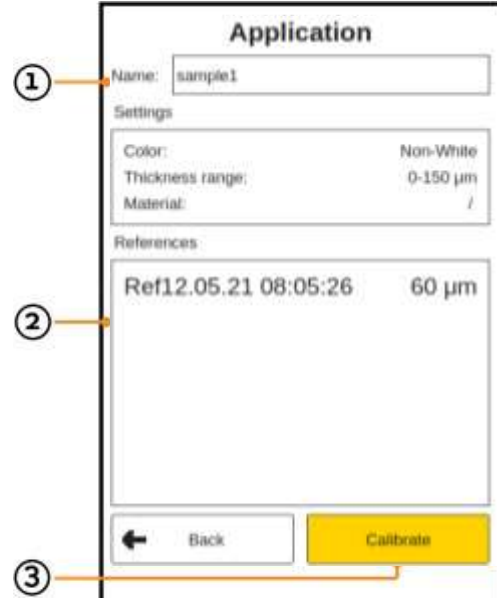 Application
① Name: sample1
Settings
Color: Non-White
Thickness range: 0-150 µm
Material: /
References
② Ref12.05.21 08:05:26 60 µm
Back Calibrate
③